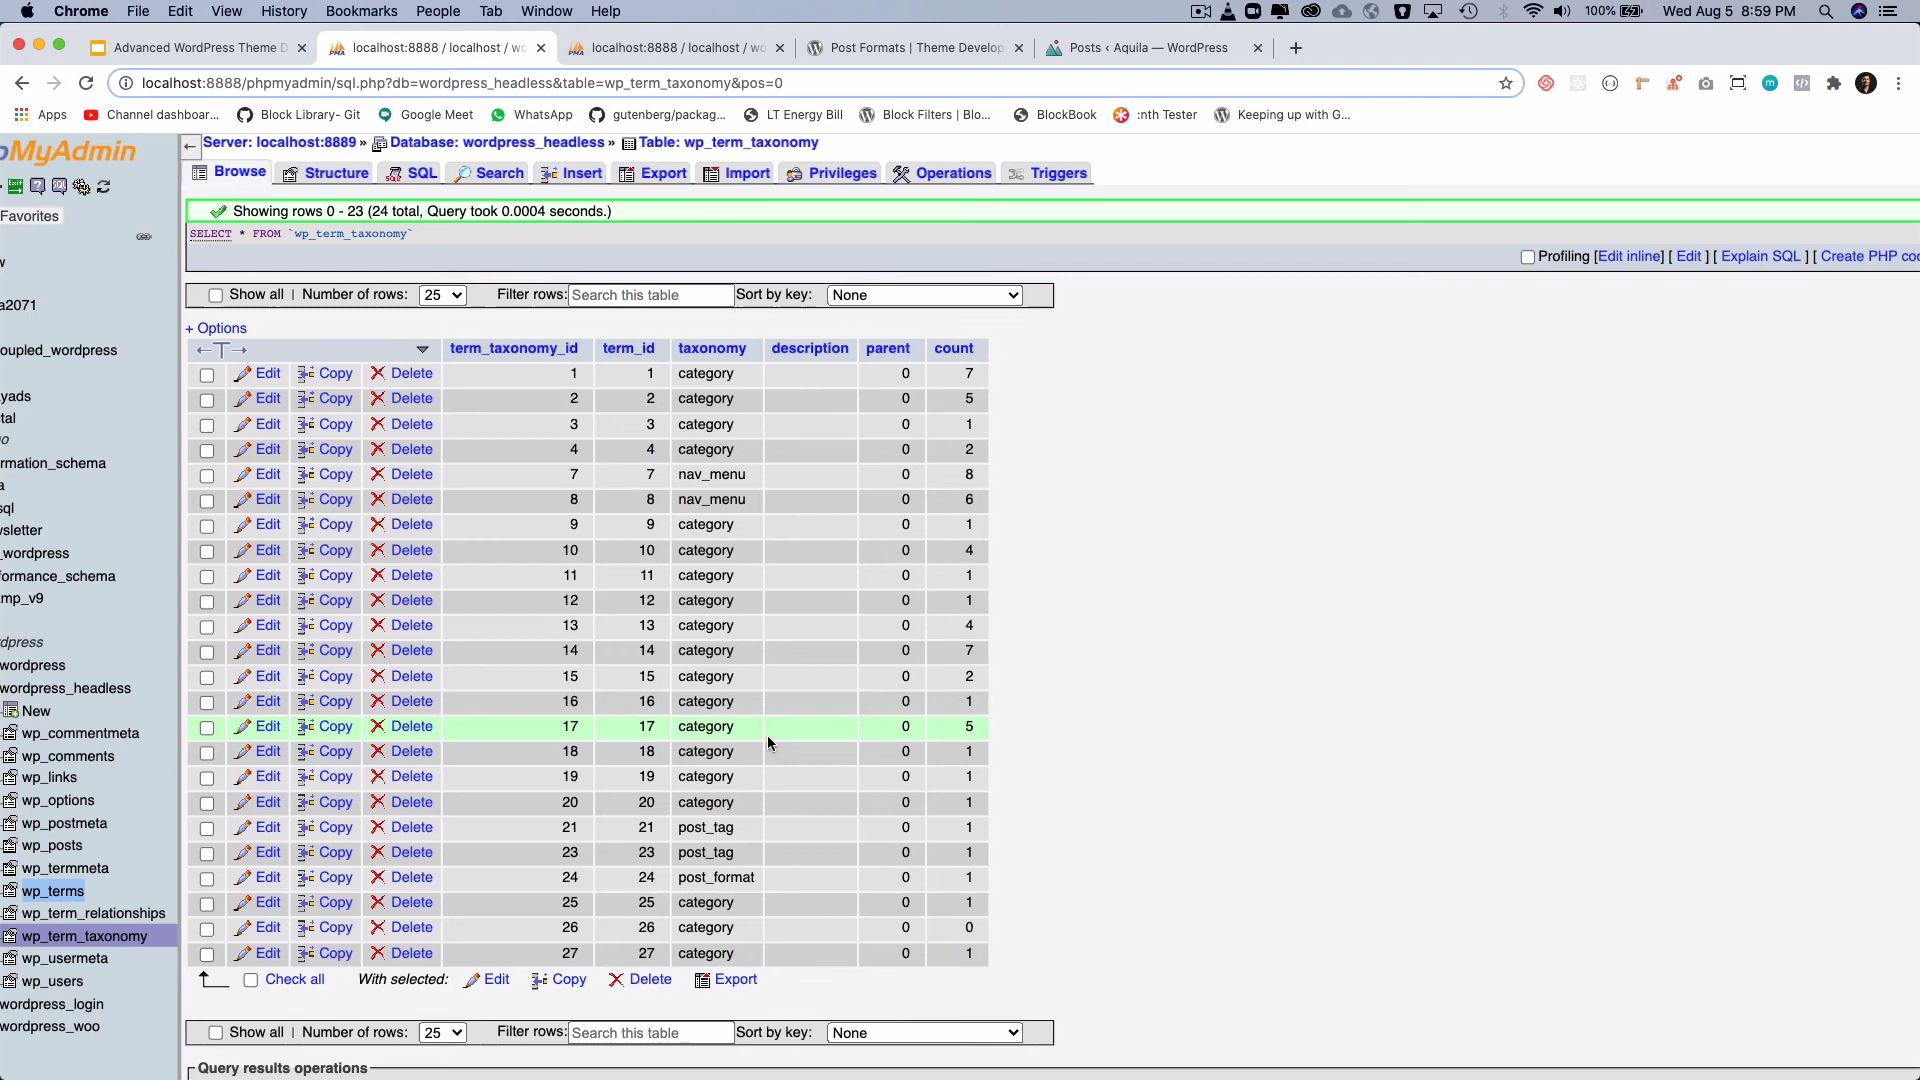 Chrome File Edit View History Bookmarks People Tab Window Help 100% Wed Aug 5 8:59 PM
Advanced WordPress Theme D localhost:8888 / localhost / wo localhost:8888 / localhost / wo Post Formats | Theme Develop Posts ‹ Aquila — WordPress
localhost:8888/phpmyadmin/sql.php?db=wordpress_headless&table=wp_term_taxonomy&pos=0
Apps Channel dashboar... Block Library- Git Google Meet WhatsApp gutenberg/packag... LT Energy Bill Block Filters | Blo... BlockBook :nth Tester Keeping up with G...
pMyAdmin
Favorites
w
a2071
oupled_wordpress
yads
tal
o
rmation_schema
a
sql
vsletter
_wordpress
formance_schema
amp_v9
rdpress
wordpress
wordpress_headless
New
wp_commentmeta
wp_comments
wp_links
wp_options
wp_postmeta
wp_posts
wp_termmeta
wp_terms
wp_term_relationships
wp_term_taxonomy
wp_usermeta
wp_users
wordpress_login
wordpress_woo
Server: localhost:8889 » Database: wordpress_headless » Table: wp_term_taxonomy
Browse Structure SQL Search Insert Export Import Privileges Operations Triggers
Showing rows 0 - 23 (24 total, Query took 0.0004 seconds.)
SELECT * FROM `wp_term_taxonomy`
Profiling [Edit inline] [ Edit ] [ Explain SQL ] [ Create PHP coo
Show all | Number of rows: 25 Filter rows: Search this table Sort by key: None
+ Options
←T→ term_taxonomy_id term_id taxonomy description parent count
Edit Copy Delete 1 1 category 0 7
Edit Copy Delete 2 2 category 0 5
Edit Copy Delete 3 3 category 0 1
Edit Copy Delete 4 4 category 0 2
Edit Copy Delete 7 7 nav_menu 0 8
Edit Copy Delete 8 8 nav_menu 0 6
Edit Copy Delete 9 9 category 0 1
Edit Copy Delete 10 10 category 0 4
Edit Copy Delete 11 11 category 0 1
Edit Copy Delete 12 12 category 0 1
Edit Copy Delete 13 13 category 0 4
Edit Copy Delete 14 14 category 0 7
Edit Copy Delete 15 15 category 0 2
Edit Copy Delete 16 16 category 0 1
Edit Copy Delete 17 17 category 0 5
Edit Copy Delete 18 18 category 0 1
Edit Copy Delete 19 19 category 0 1
Edit Copy Delete 20 20 category 0 1
Edit Copy Delete 21 21 post_tag 0 1
Edit Copy Delete 23 23 post_tag 0 1
Edit Copy Delete 24 24 post_format 0 1
Edit Copy Delete 25 25 category 0 1
Edit Copy Delete 26 26 category 0 0
Edit Copy Delete 27 27 category 0 1
Check all With selected: Edit Copy Delete Export
Show all | Number of rows: 25 Filter rows: Search this table Sort by key: None
Query results operations